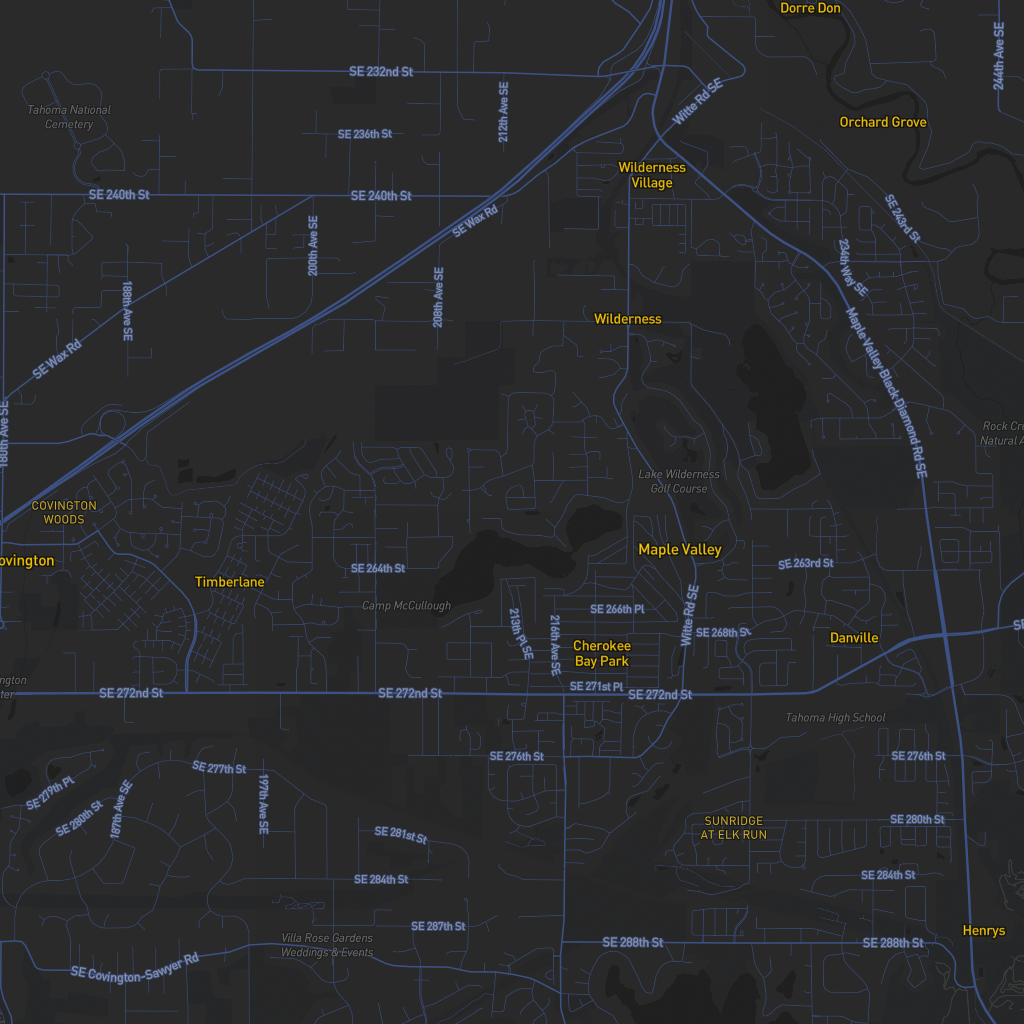 Dorre Don
244th Ave SE
SE 232nd St
Witte Rd SE
212th Ave SE
Tahoma National
Cemetery
Orchard Grove
SE 236th St
Wilderness
Village
SE 240th St
SE 240th St
SE Wax Rd
SE 243rd St
200th Ave SE
234th Way SE
188th Ave SE
208th Ave SE
Wilderness
SE Wax Rd
Maple Valley Black Diamond Rd SE
180th Ave SE
Rock Cre
Natural A
Lake Wilderness
Golf Course
COVINGTON
WOODS
ovington
Maple Valley
SE 263rd St
SE 264th St
Timberlane
Camp McCullough
SE 266th Pl
213th Pl SE
216th Ave SE
Witte Rd SE
SE 268th St
Danville
SE
Cherokee
Bay Park
ington
ter
SE 272nd St
SE 272nd St
SE 271st Pl
SE 272nd St
Tahoma High School
SE 276th St
SE 276th St
SE 277th St
SE 279th Pl
SE 280th St
187th Ave SE
197th Ave SE
SE 281st St
SUNRIDGE
AT ELK RUN
SE 280th St
SE 284th St
SE 284th St
SE 287th St
Henrys
Villa Rose Gardens
Weddings & Events
SE 288th St
SE 288th St
SE Covington-Sawyer Rd